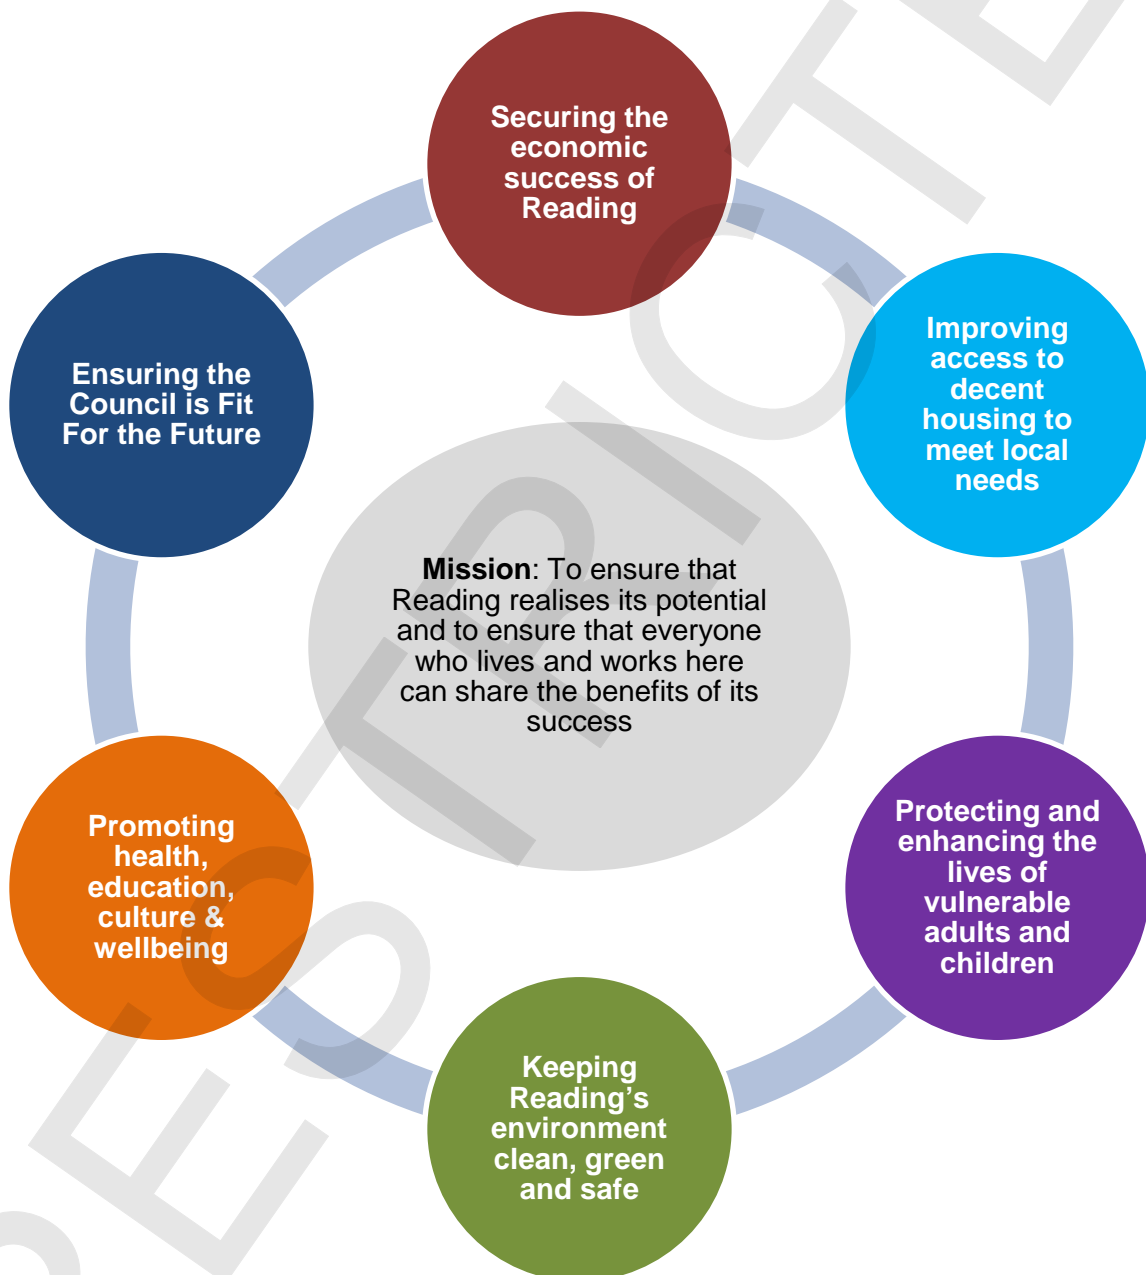 Securing the
economic
success of
Reading
Improving
access to
decent
housing to
meet local
needs
Protecting and
enhancing the
lives of
vulnerable
adults and
children
Keeping
Reading’s
environment
clean, green
and safe
Promoting
health,
education,
culture &
wellbeing
Ensuring the
Council is Fit
For the Future
Mission: To ensure that
Reading realises its potential
and to ensure that everyone
who lives and works here
can share the benefits of its
success